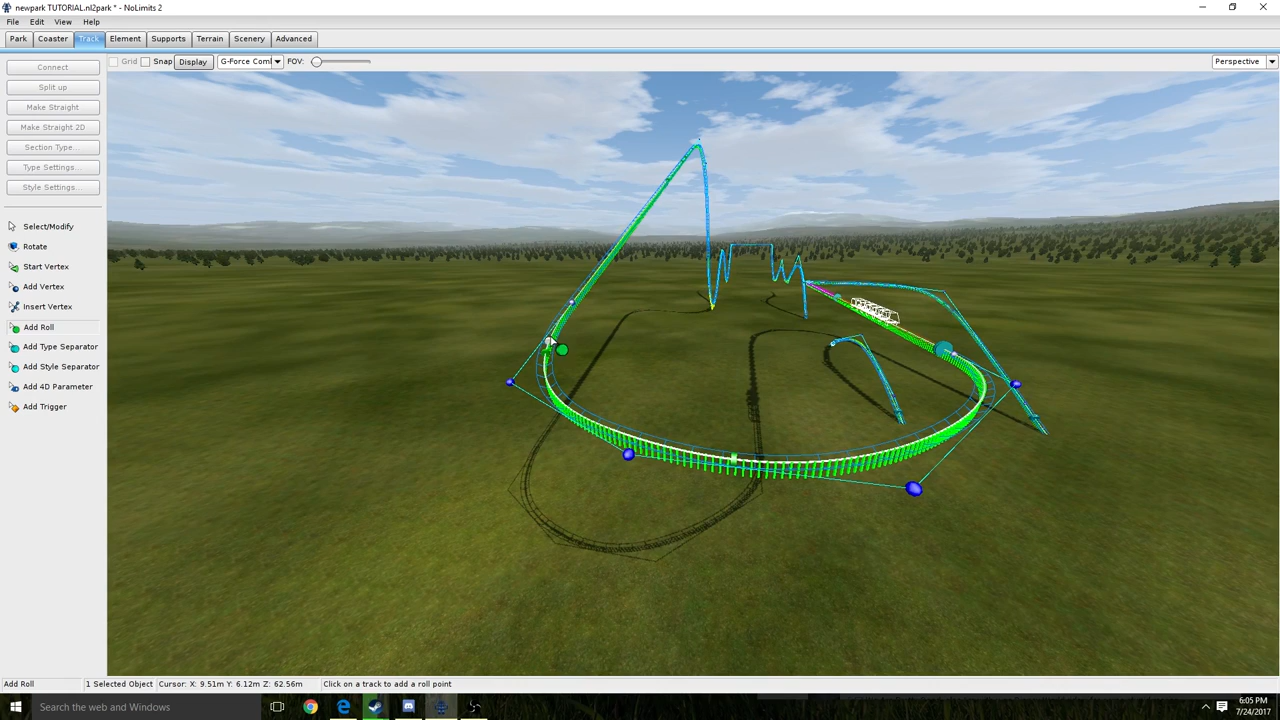 newpark TUTORIAL.nl2park * - NoLimits 2
File Edit View Help
Park Coaster Track Element Supports Terrain Scenery Advanced
Grid Snap Display G-Force Coml FOV: Perspective
Connect
Split up
Make Straight
Make Straight 2D
Section Type...
Type Settings...
Style Settings...
Select/Modify
Rotate
Start Vertex
Add Vertex
Insert Vertex
Add Roll
Add Type Separator
Add Style Separator
Add 4D Parameter
Add Trigger
Add Roll 1 Selected Object Cursor: X: 9.51m Y: 6.12m Z: 62.56m Click on a track to add a roll point
Search the web and Windows
6:05 PM
7/24/2017